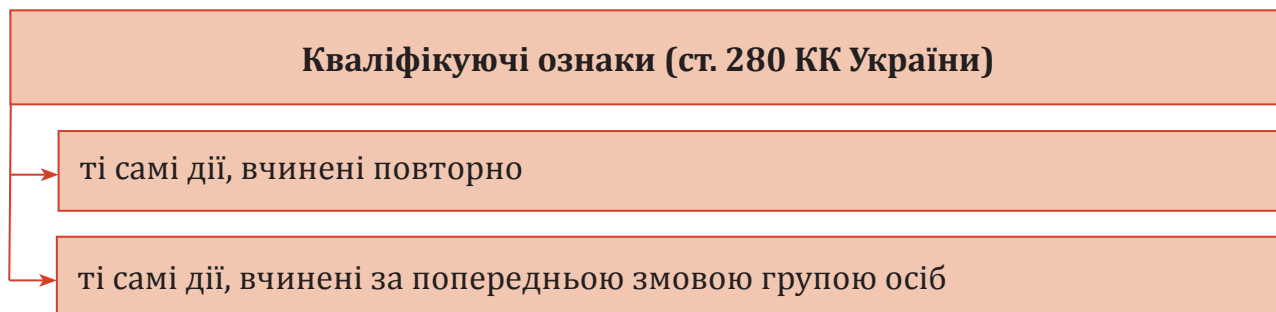 Кваліфікуючі ознаки (ст. 280 КК України)
ті самі дії, вчинені повторно
ті самі дії, вчинені за попередньою змовою групою осіб